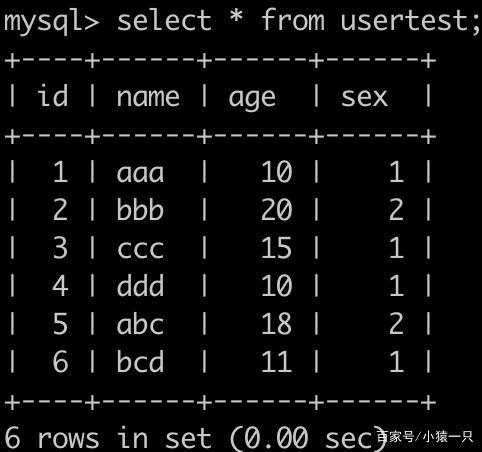 mysql> select * from usertest;
+----+------+------+------+
| id | name | age  | sex  |
+----+------+------+------+
|  1 | aaa  |   10 |    1 |
|  2 | bbb  |   20 |    2 |
|  3 | ccc  |   15 |    1 |
|  4 | ddd  |   10 |    1 |
|  5 | abc  |   18 |    2 |
|  6 | bcd  |   11 |    1 |
+----+------+------+------+
6 rows in set (0.00 sec)
百家号/小猿一只